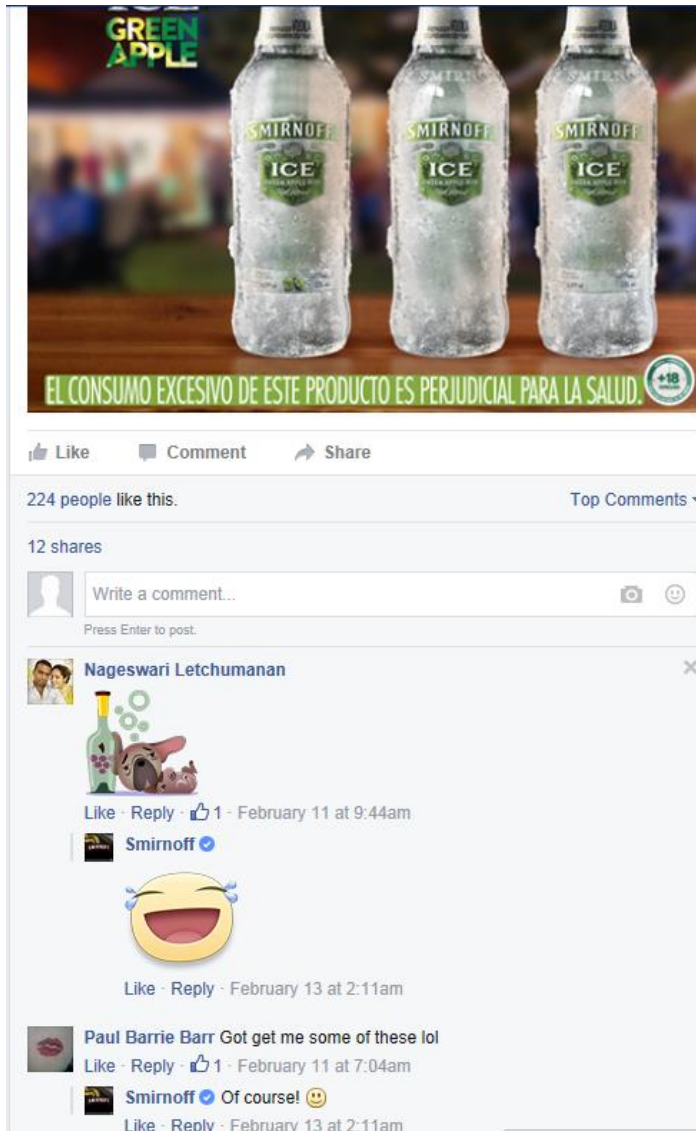 ICE
GREEN
APPLE
SMIRNOFF
ICE
SMIRNOFF
ICE
SMIRNOFF
ICE
EL CONSUMO EXCESIVO DE ESTE PRODUCTO ES PERJUDICIAL PARA LA SALUD.
+18
Like Comment Share
224 people like this.
Top Comments
12 shares
Write a comment...
Press Enter to post.
Nageswari Letchumanan
Like · Reply · 1 · February 11 at 9:44am
Smirnoff
Like · Reply · February 13 at 2:11am
Paul Barrie Barr Got get me some of these lol
Like · Reply · 1 · February 11 at 7:04am
Smirnoff Of course!
Like · Reply · February 13 at 2:11am